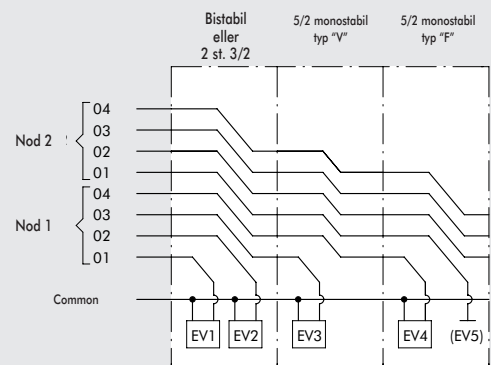 Bistabil
eller
2 st. 3/2
5/2 monostabil
typ "V"
5/2 monostabil
typ "F"
Nod 2
04
03
02
01
Nod 1
04
03
02
01
Common
EV1
EV2
EV3
EV4
(EV5)